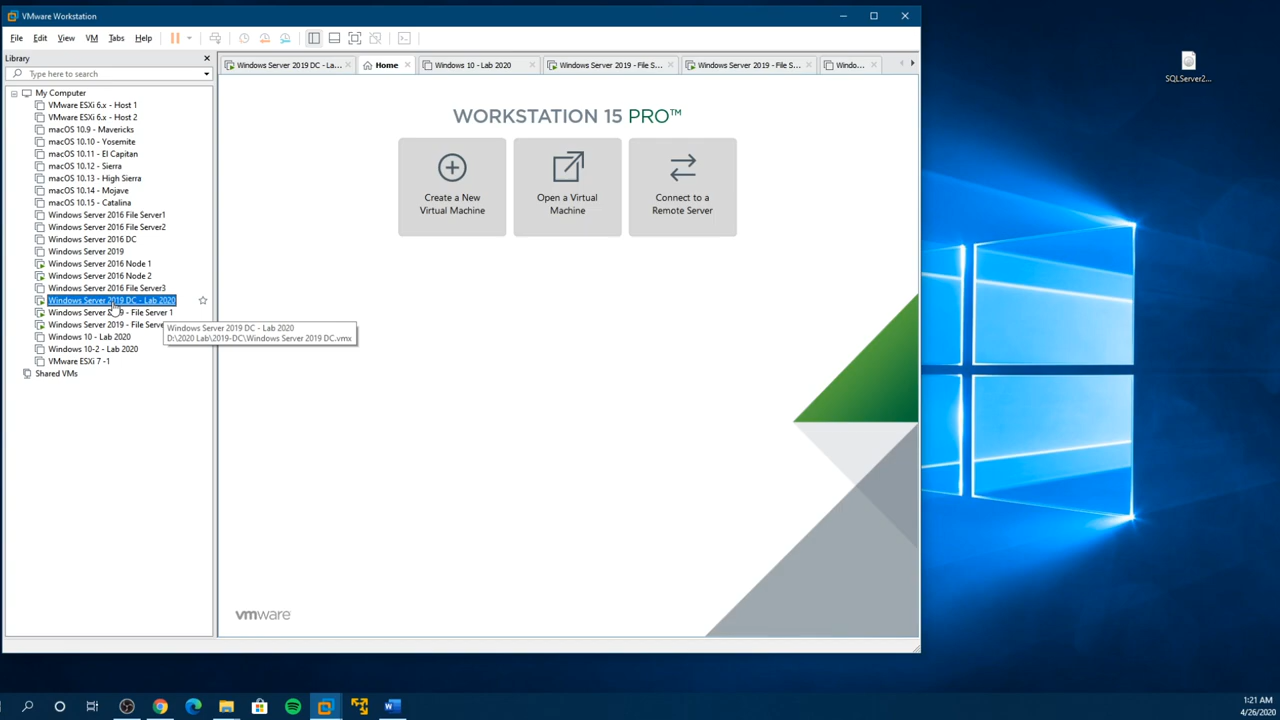 VMware Workstation
File Edit View VM Tabs Help
Library
Type here to search
My Computer
VMware ESXi 6.x - Host 1
VMware ESXi 6.x - Host 2
macOS 10.9 - Mavericks
macOS 10.10 - Yosemite
macOS 10.11 - El Capitan
macOS 10.12 - Sierra
macOS 10.13 - High Sierra
macOS 10.14 - Mojave
macOS 10.15 - Catalina
Windows Server 2016 File Server1
Windows Server 2016 File Server2
Windows Server 2016 DC
Windows Server 2019
Windows Server 2016 Node 1
Windows Server 2016 Node 2
Windows Server 2016 File Server3
Windows Server 2019 DC - Lab 2020
Windows Server 2019 - File Server 1
Windows Server 2019 - File Serve
Windows 10 - Lab 2020
Windows 10-2 - Lab 2020
VMware ESXi 7 -1
Shared VMs
Windows Server 2019 DC - Lab 2020
D:\2020 Lab\2019-DC\Windows Server 2019 DC.vmx
Windows Server 2019 DC - La...
Home
Windows 10 - Lab 2020
Windows Server 2019 - File S...
Windows Server 2019 - File S...
Windo...
WORKSTATION 15 PRO™
Create a New
Virtual Machine
Open a Virtual
Machine
Connect to a
Remote Server
vmware
SQLServer2...
1:21 AM
4/26/2020